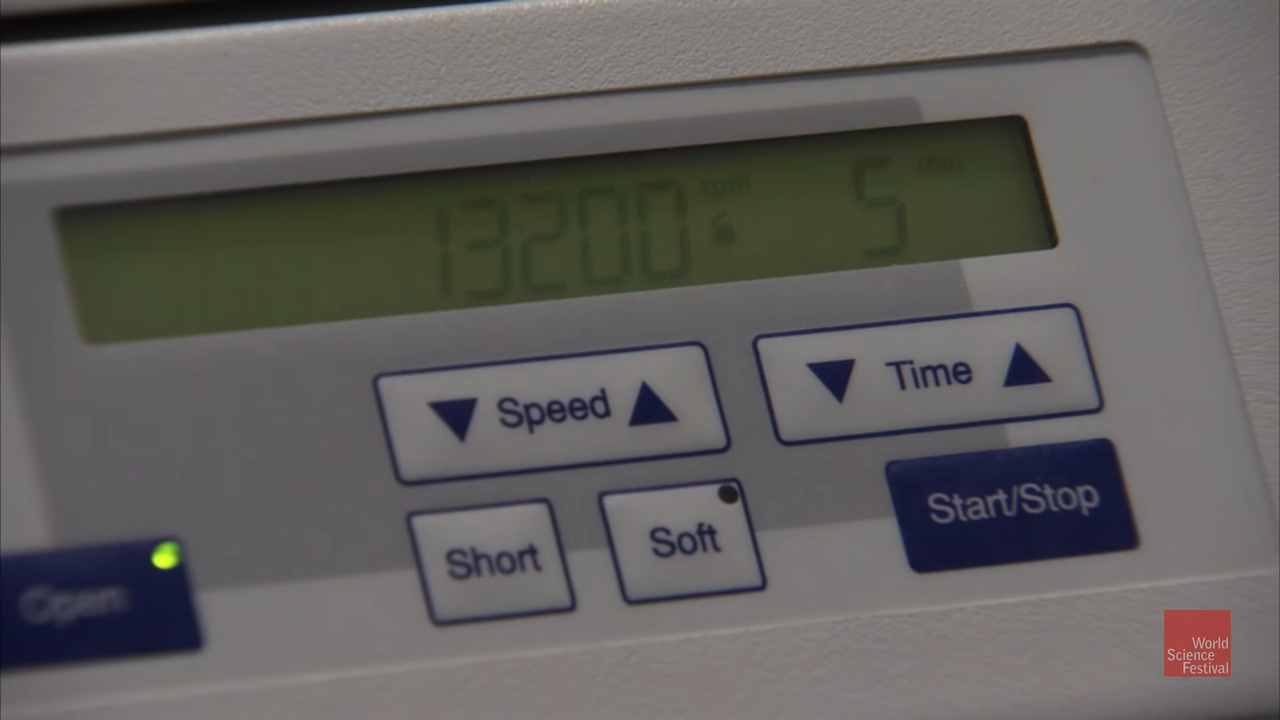 13200 rpm 5 min
▼ Speed ▲
▼ Time ▲
Short
Soft
Start/Stop
Open
World
Science
Festival